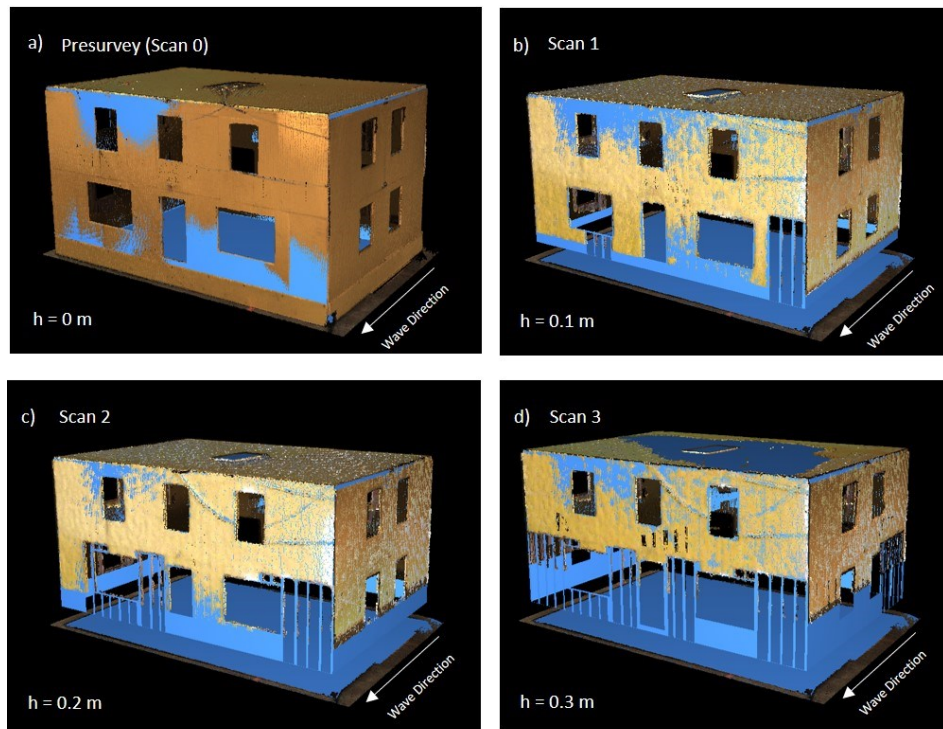 a) Presurvey (Scan 0)
h = 0 m
Wave Direction
b) Scan 1
h = 0.1 m
Wave Direction
c) Scan 2
h = 0.2 m
Wave Direction
d) Scan 3
h = 0.3 m
Wave Direction